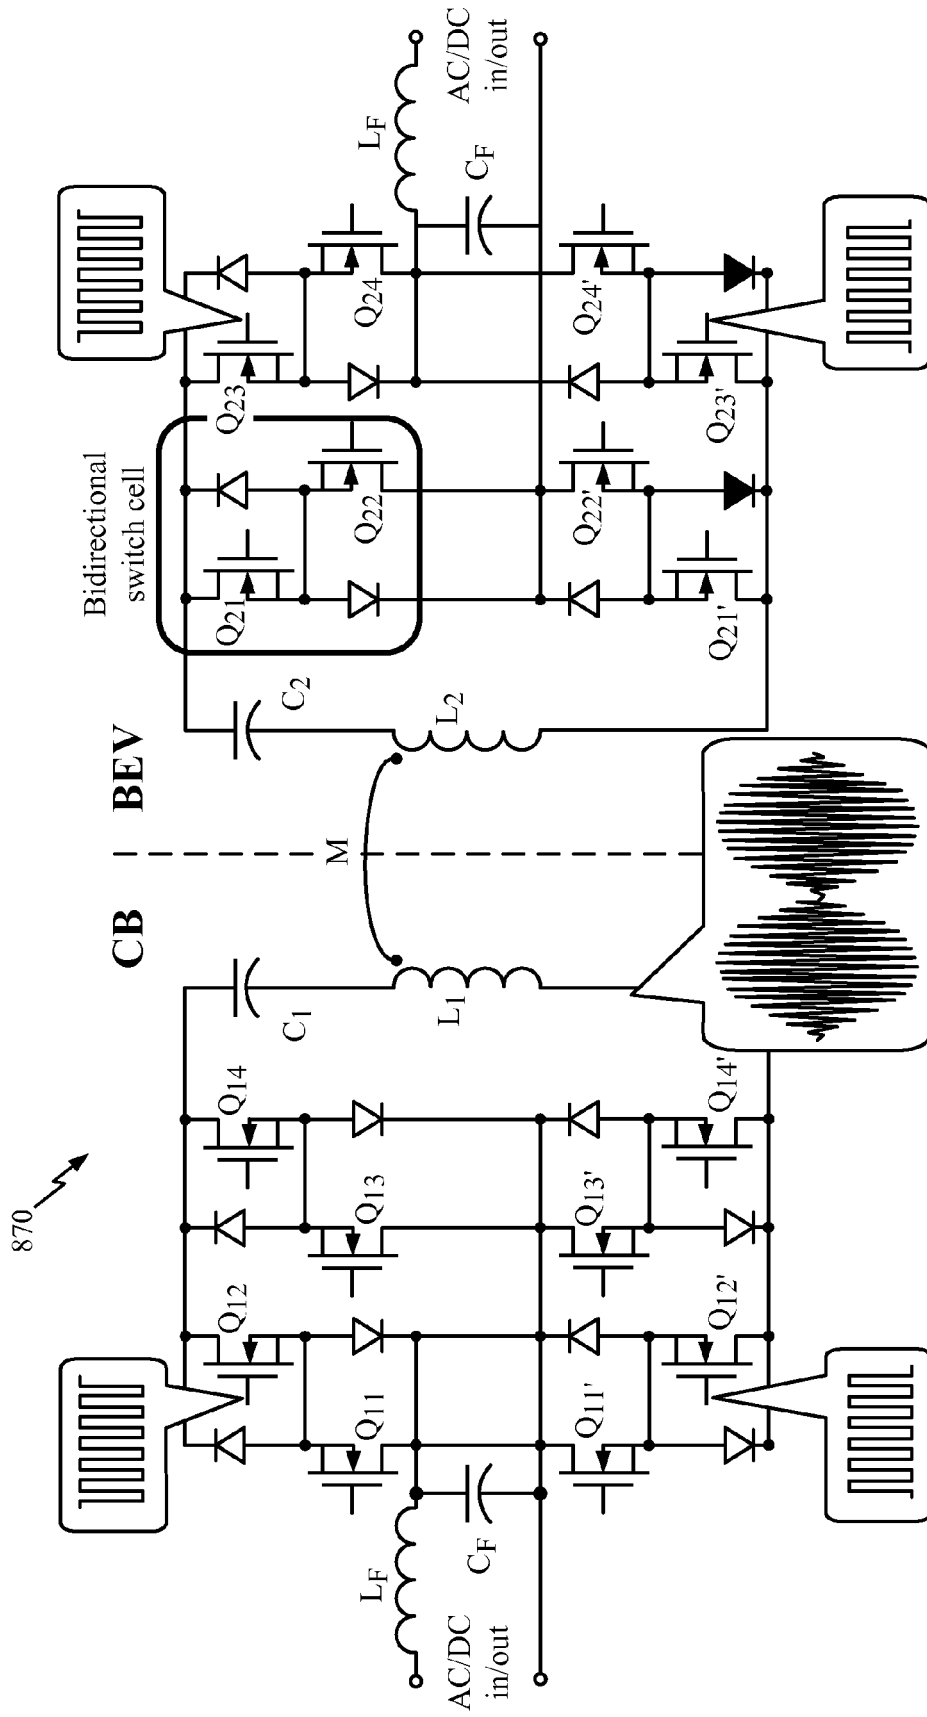 870
CB
BEV
Bidirectional
switch cell
M
C1
L1
C2
L2
Q11
Q12
Q13
Q14
Q11'
Q12'
Q13'
Q14'
Q21
Q22
Q23
Q24
Q21'
Q22'
Q23'
Q24'
LF
CF
AC/DC
in/out
LF
CF
AC/DC
in/out